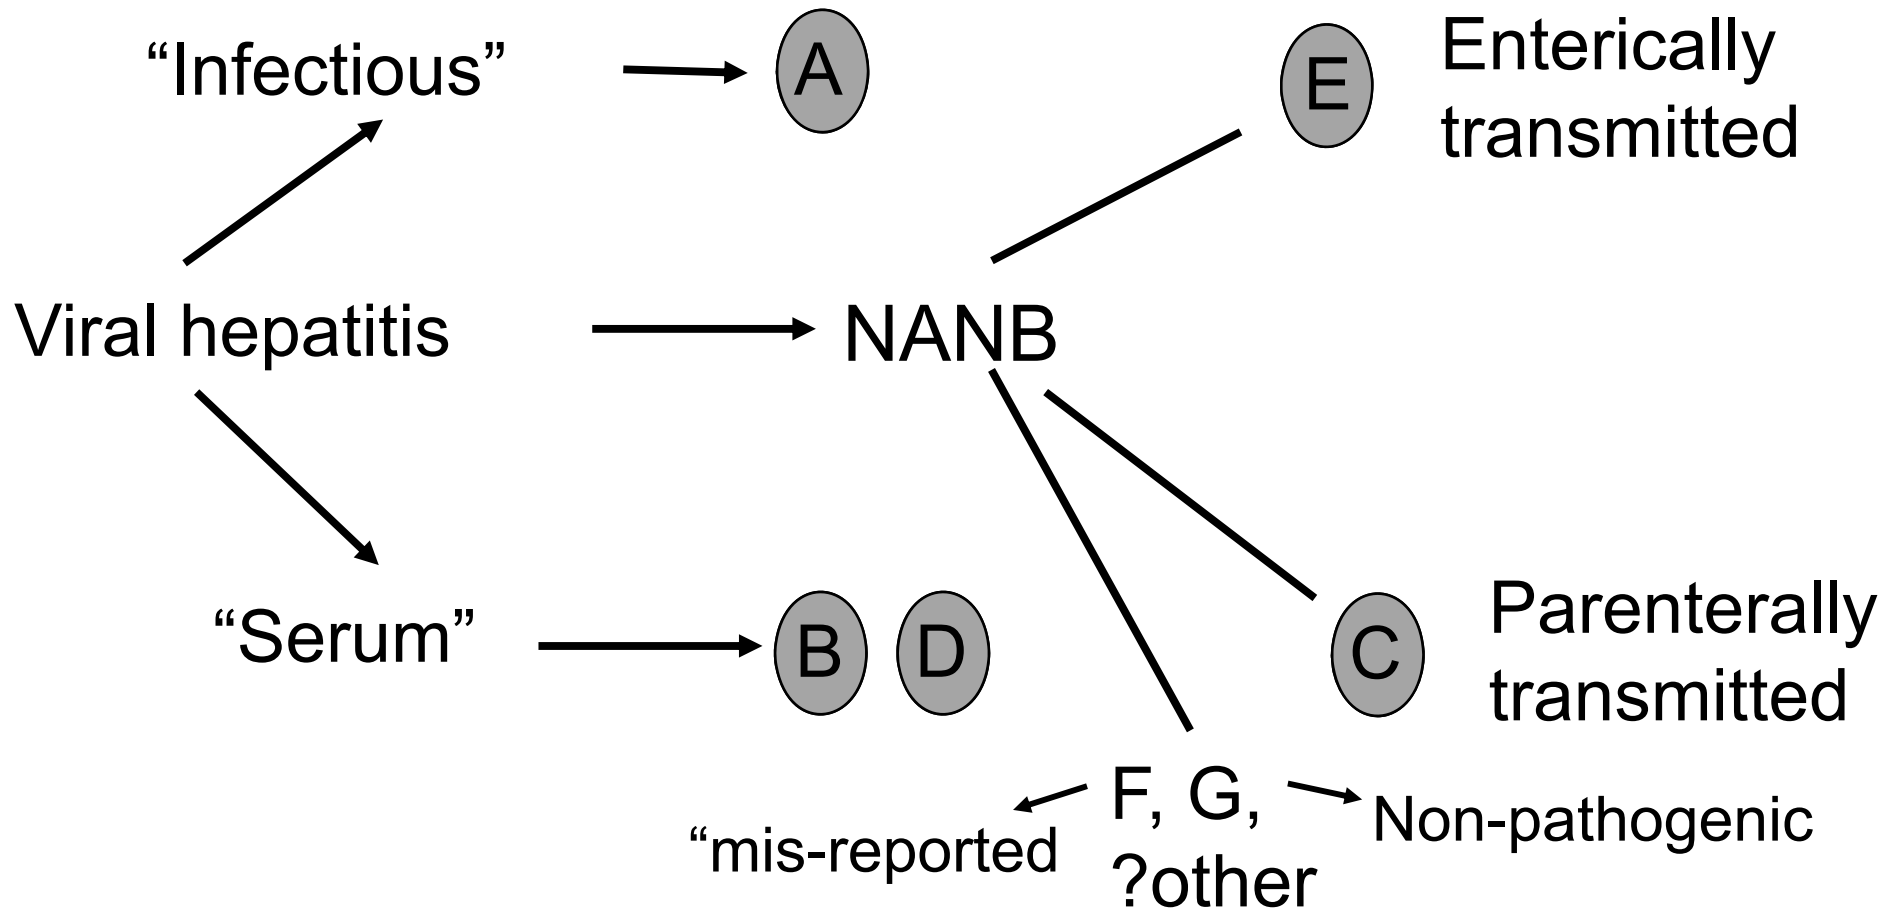 “Infectious”
A
E
Enterically
transmitted
Viral hepatitis
NANB
“Serum”
B
D
C
Parenterally
transmitted
F, G,
?other
“mis-reported
Non-pathogenic